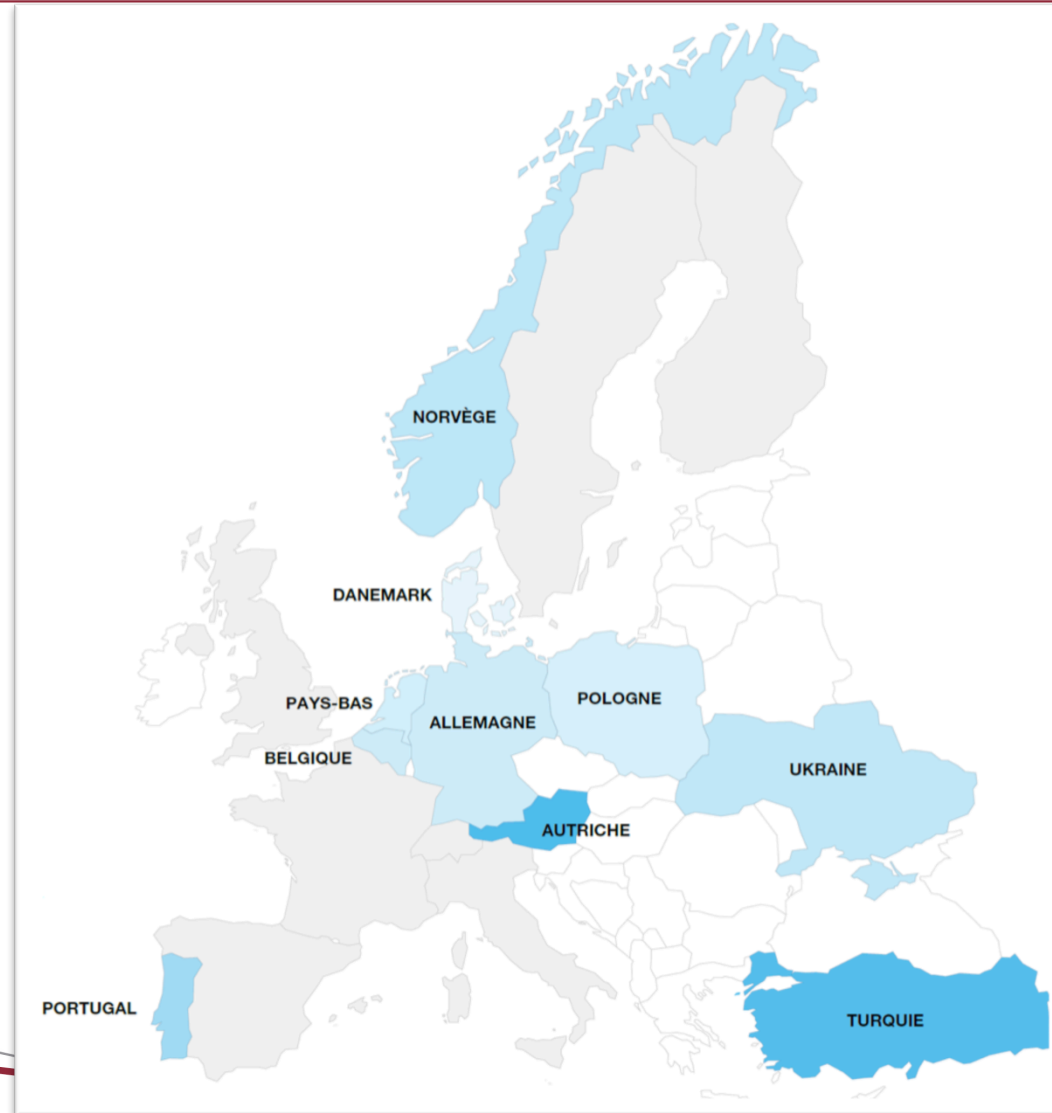 NORVÈGE
DANEMARK
PAYS-BAS
ALLEMAGNE
POLOGNE
BELGIQUE
UKRAINE
AUTRICHE
PORTUGAL
TURQUIE